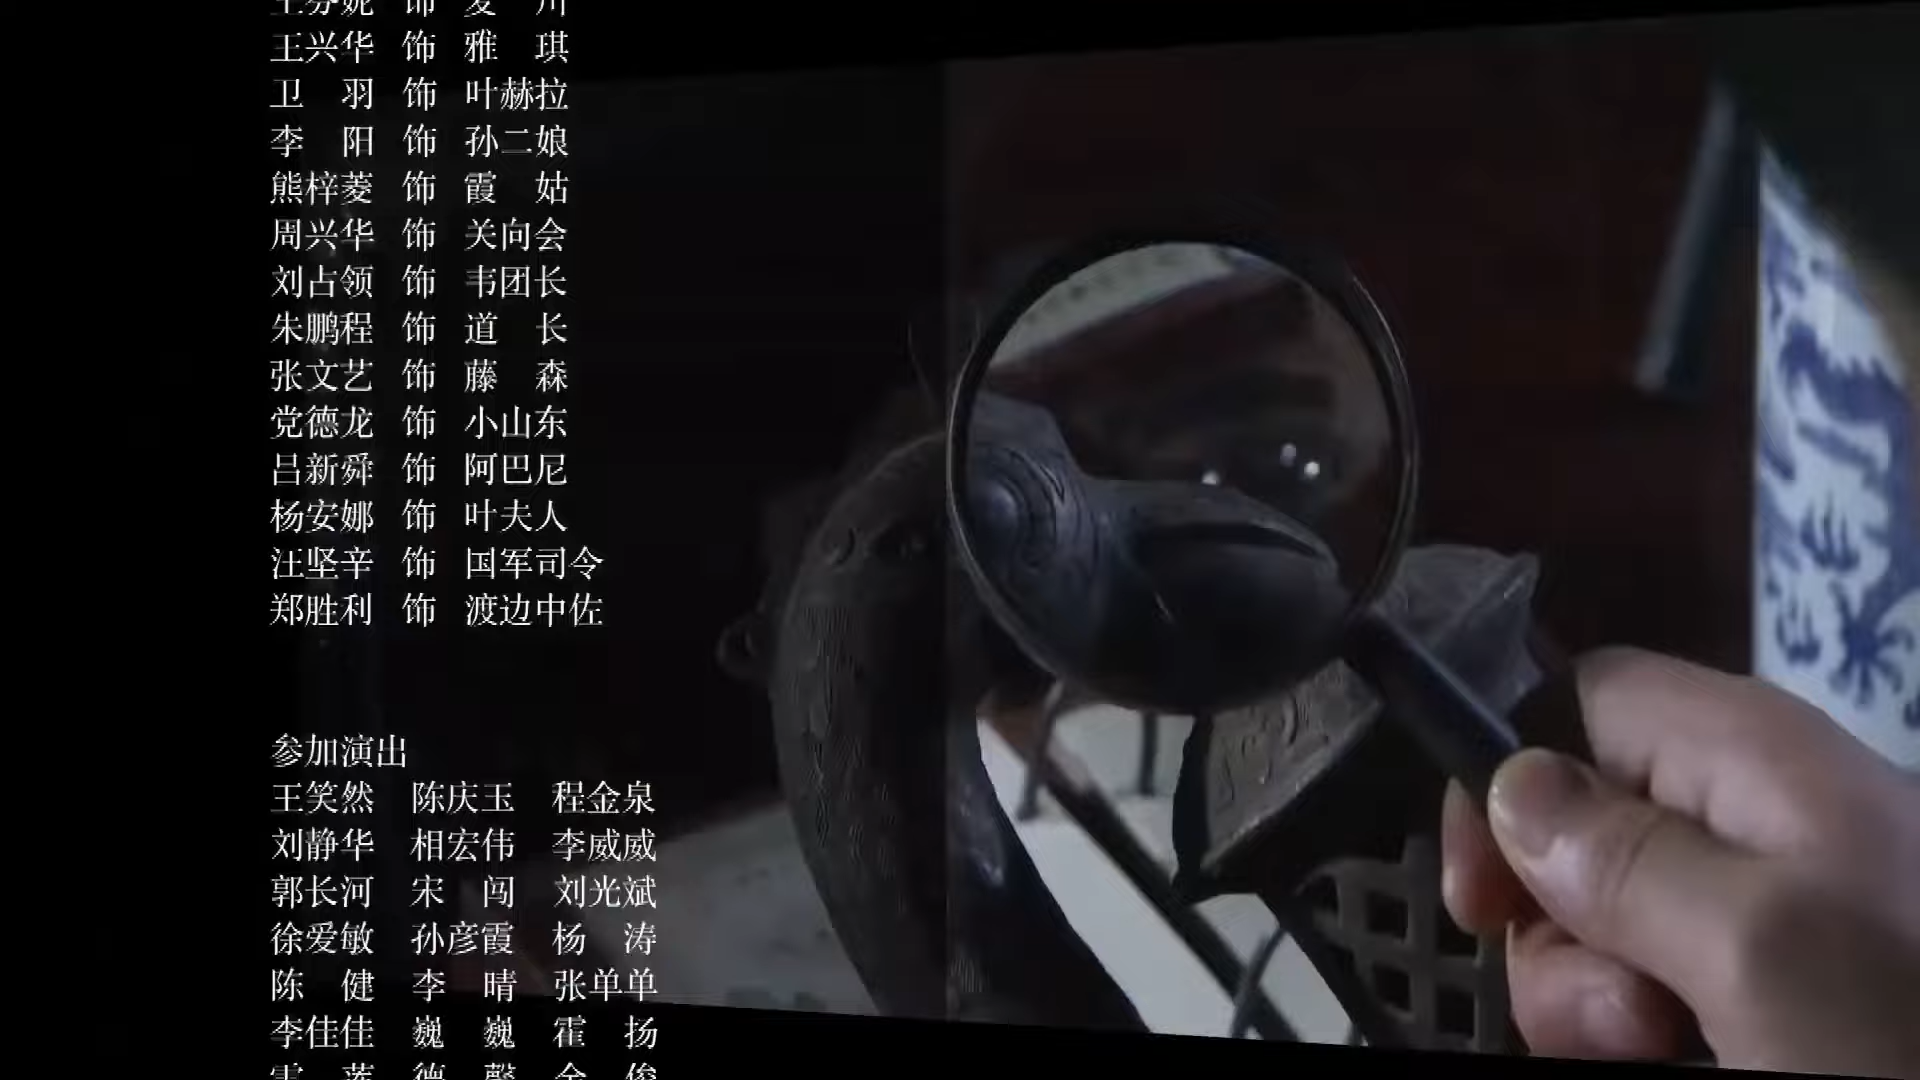 王兴华 饰 雅 琪
卫 羽 饰 叶赫拉
李 阳 饰 孙二娘
熊梓菱 饰 霞 姑
周兴华 饰 关向会
刘占领 饰 韦团长
朱鹏程 饰 道 长
张文艺 饰 藤 森
党德龙 饰 小山东
吕新舜 饰 阿巴尼
杨安娜 饰 叶夫人
汪坚辛 饰 国军司令
郑胜利 饰 渡边中佐
参加演出
王笑然 陈庆玉 程金泉
刘静华 相宏伟 李威威
郭长河 宋 闯 刘光斌
徐爱敏 孙彦霞 杨 涛
陈 健 李 晴 张单单
李佳佳 巍 巍 霍 扬